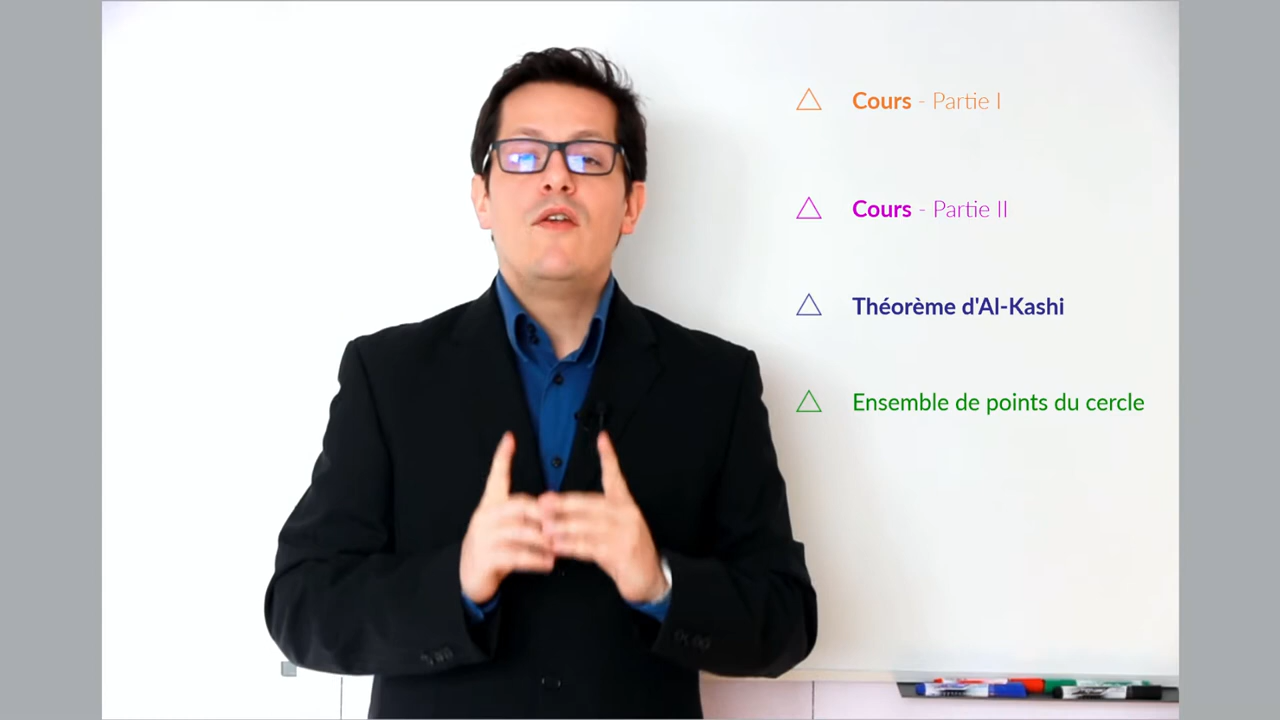 Cours - Partie I
Cours - Partie II
Théorème d'Al-Kashi
Ensemble de points du cercle